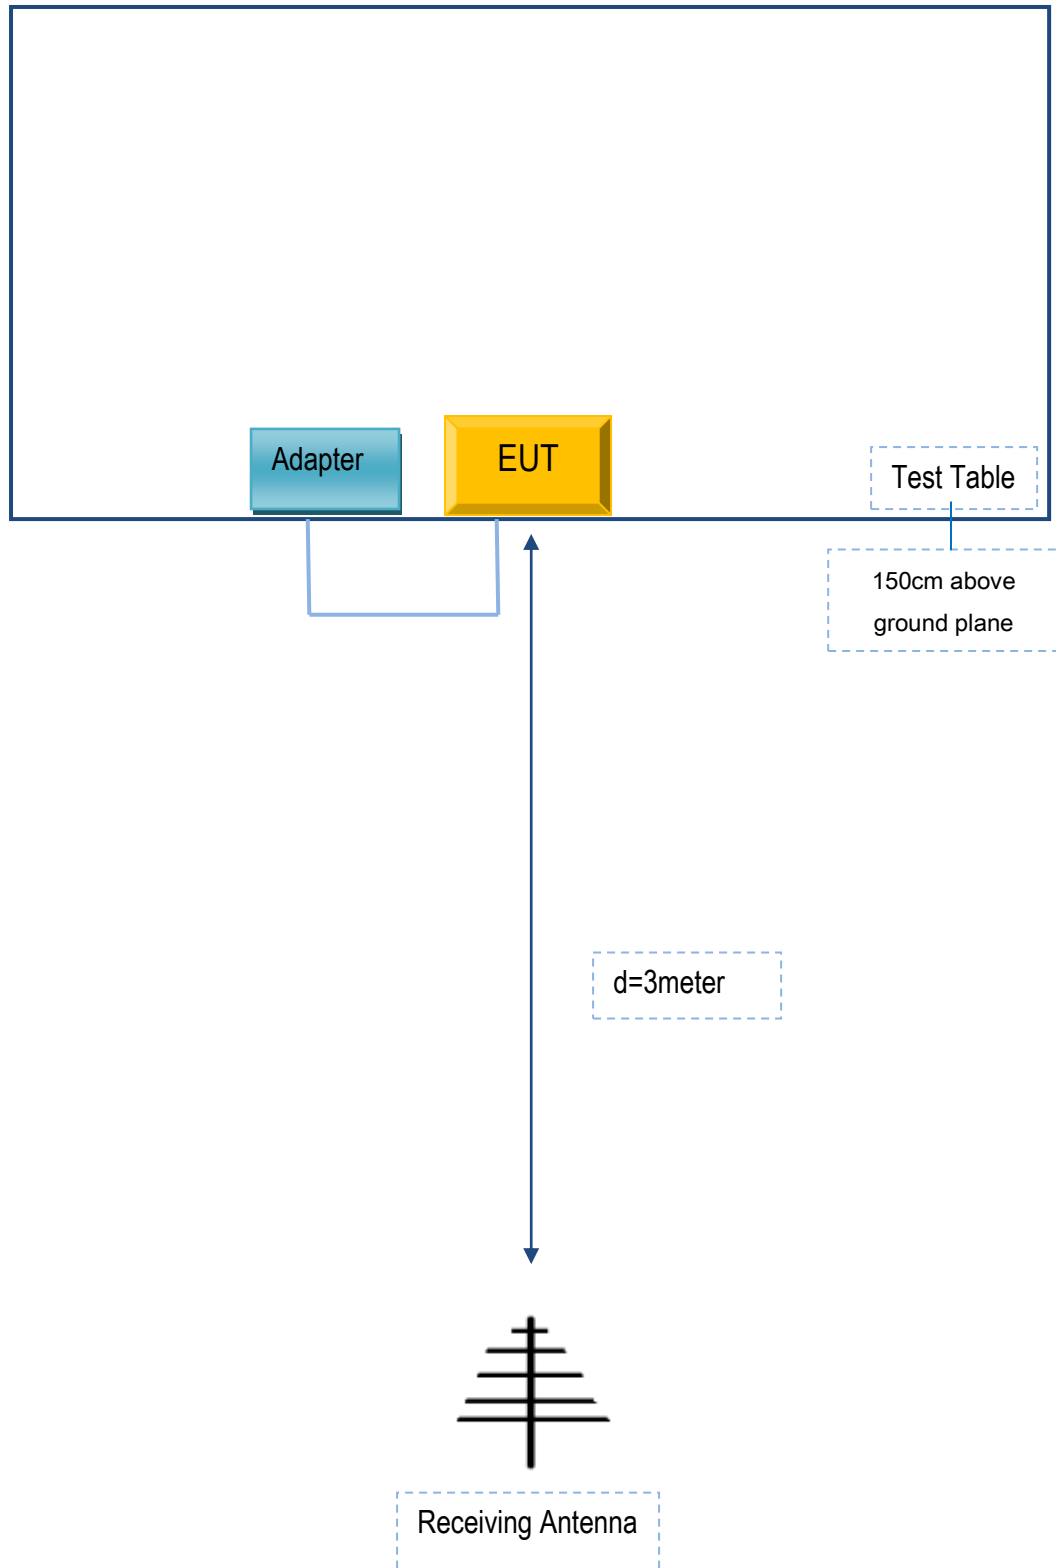 Adapter
EUT
Test Table
150cm above
ground plane
d=3meter
Receiving Antenna